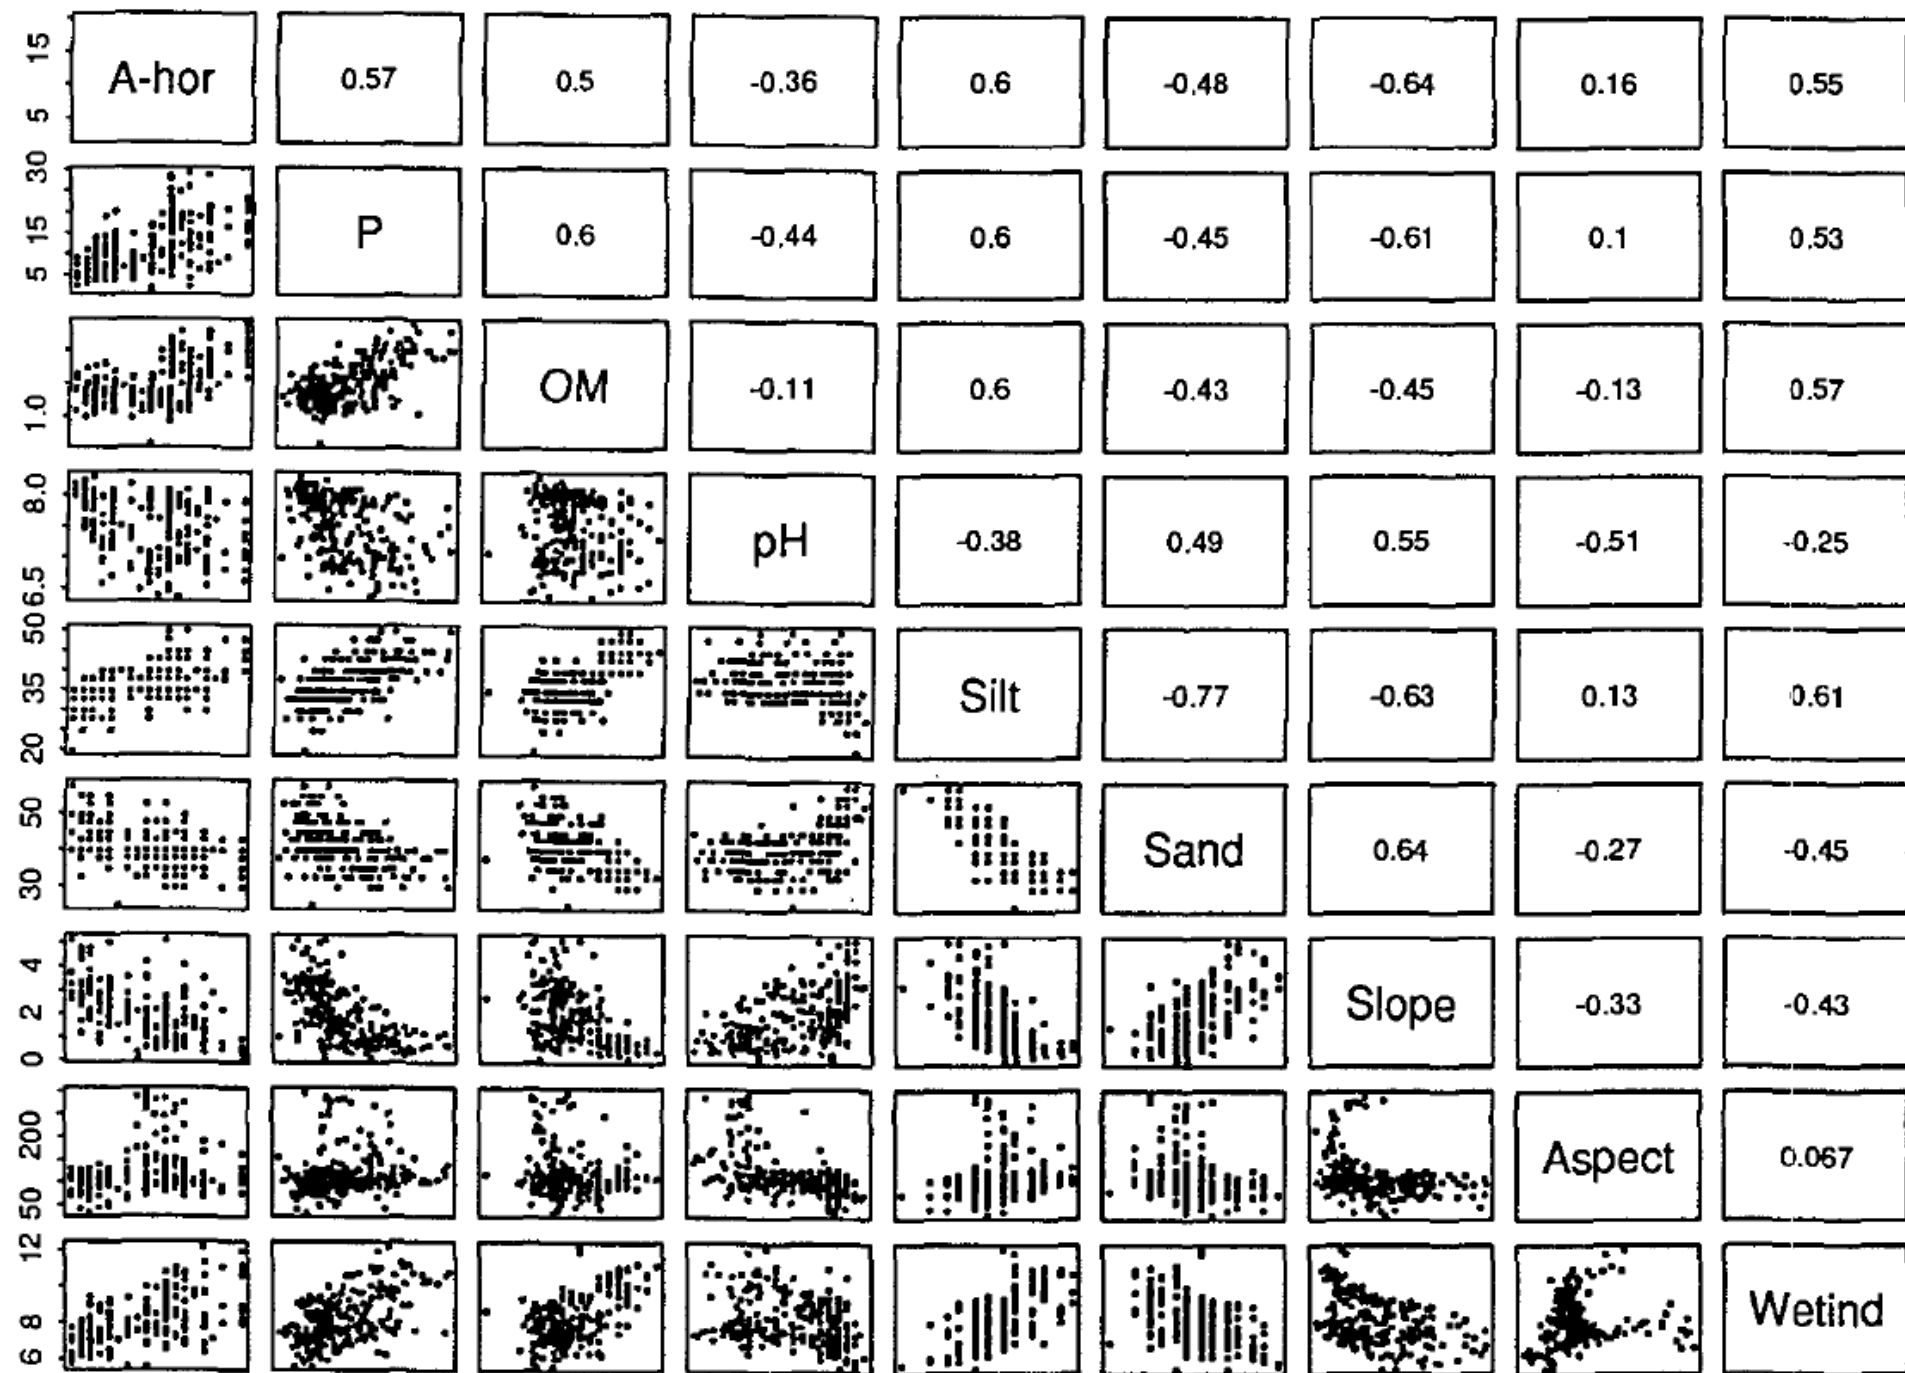 15 5 A-hor 0.57 0.5 -0.36 0.6 -0.48 -0.64 0.16 0.55
30 15 5 P 0.6 -0.44 0.6 -0.45 -0.61 0.1 0.53
1.0 OM -0.11 0.6 -0.43 -0.45 -0.13 0.57
8.0 6.5 pH -0.38 0.49 0.55 -0.51 -0.25
50 35 20 Silt -0.77 -0.63 0.13 0.61
50 30 Sand 0.64 -0.27 -0.45
4 2 0 Slope -0.33 -0.43
200 50 Aspect 0.067
12 8 6 Wetind